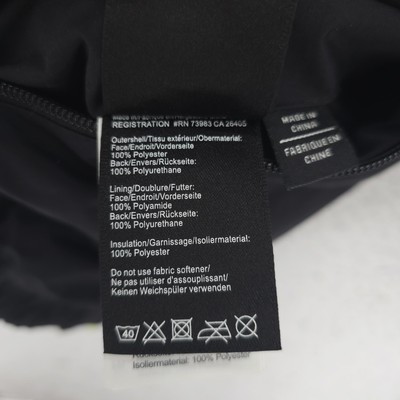 REGISTRATION #RN 73983 CA 26405
Outershell/Tissu extérieur/Obermaterial:
Face/Endroit/Vorderseite
100% Polyester
Back/Envers/Rückseite:
100% Polyurethane
Lining/Doublure/Futter:
Face/Endroit/Vorderseite
100% Polyamide
Back/Envers/Rückseite:
100% Polyurethane
Insulation/Garnissage/Isoliermaterial:
100% Polyester
Do not use fabric softener/
Ne pas utiliser d'assouplissant/
Keinen Weichspüler verwenden
40
Isoliermaterial: 100% Polyester
MADE IN
CHINA
FABRIQUE EN
CHINE